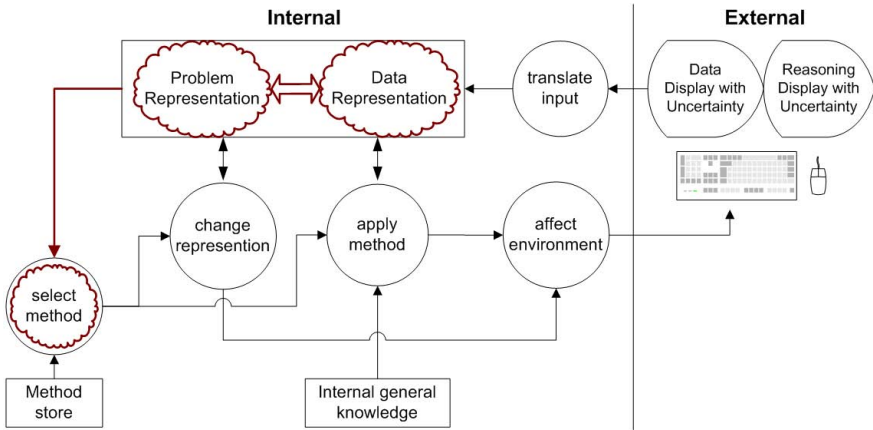 Internal
External
Problem
Representation
Data
Representation
translate
input
Data
Display with
Uncertainty
Reasoning
Display with
Uncertainty
change
represention
apply
method
affect
environment
select
method
Method
store
Internal general
knowledge